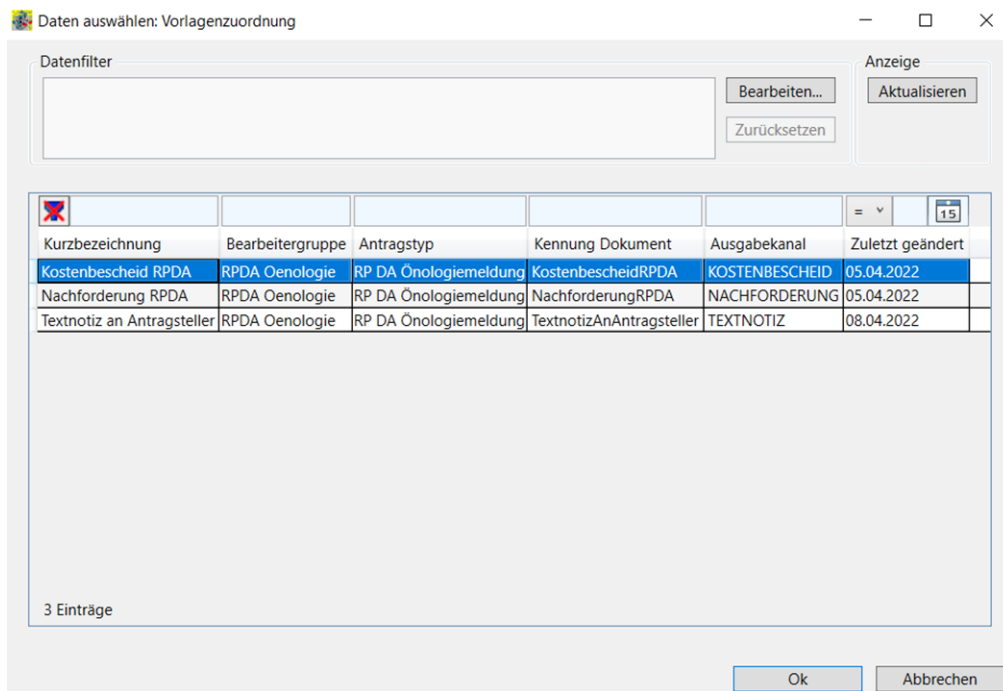 Daten auswählen: Vorlagenzuordnung
Datenfilter
Anzeige
Bearbeiten...
Aktualisieren
Zurücksetzen
= 15
Kurzbezeichnung Bearbeitergruppe Antragstyp Kennung Dokument Ausgabekanal Zuletzt geändert
Kostenbescheid RPDA RPDA Oenologie RP DA Önologiemeldung KostenbescheidRPDA KOSTENBESCHEID 05.04.2022
Nachforderung RPDA RPDA Oenologie RP DA Önologiemeldung NachforderungRPDA NACHFORDERUNG 05.04.2022
Textnotiz an Antragsteller RPDA Oenologie RP DA Önologiemeldung TextnotizAnAntragsteller TEXTNOTIZ 08.04.2022
3 Einträge
Ok Abbrechen